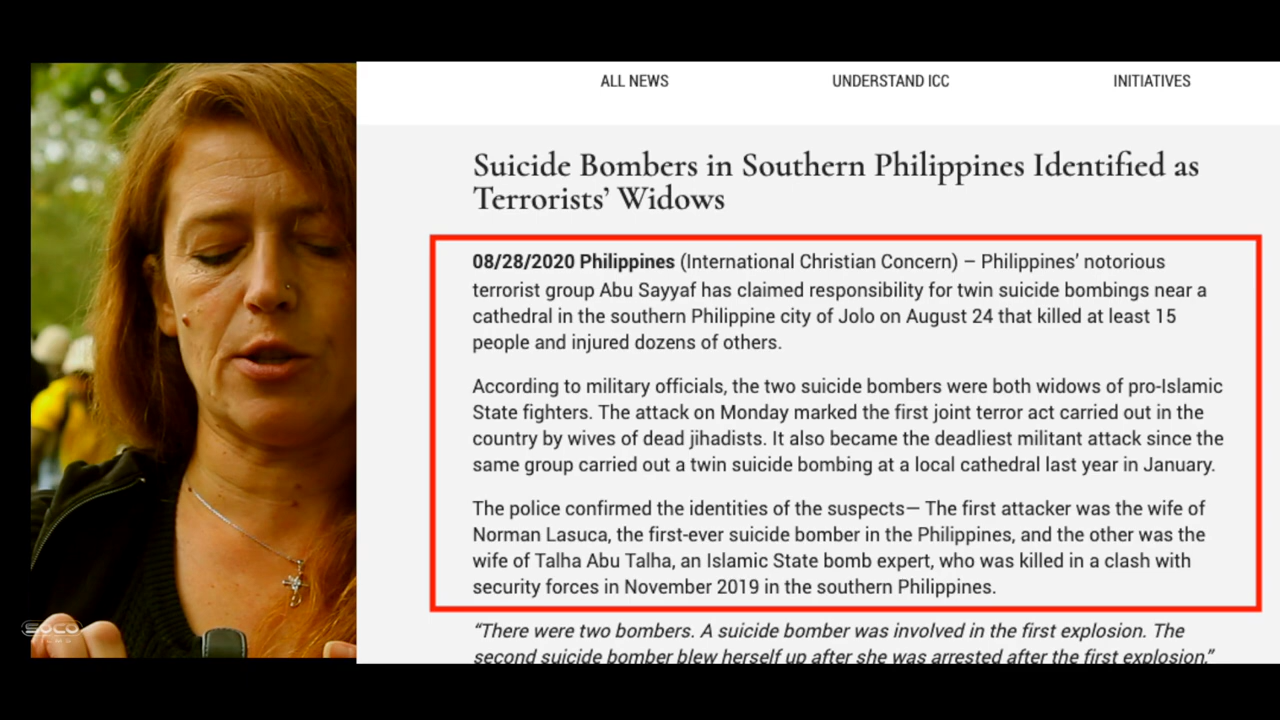 ALL NEWS
UNDERSTAND ICC
INITIATIVES
Suicide Bombers in Southern Philippines Identified as
Terrorists’ Widows
08/28/2020 Philippines (International Christian Concern) – Philippines’ notorious
terrorist group Abu Sayyaf has claimed responsibility for twin suicide bombings near a
cathedral in the southern Philippine city of Jolo on August 24 that killed at least 15
people and injured dozens of others.
According to military officials, the two suicide bombers were both widows of pro-Islamic
State fighters. The attack on Monday marked the first joint terror act carried out in the
country by wives of dead jihadists. It also became the deadliest militant attack since the
same group carried out a twin suicide bombing at a local cathedral last year in January.
The police confirmed the identities of the suspects— The first attacker was the wife of
Norman Lasuca, the first-ever suicide bomber in the Philippines, and the other was the
wife of Talha Abu Talha, an Islamic State bomb expert, who was killed in a clash with
security forces in November 2019 in the southern Philippines.
“There were two bombers. A suicide bomber was involved in the first explosion. The
second suicide bomber blew herself up after she was arrested after the first explosion,”
SOCO
FILMS